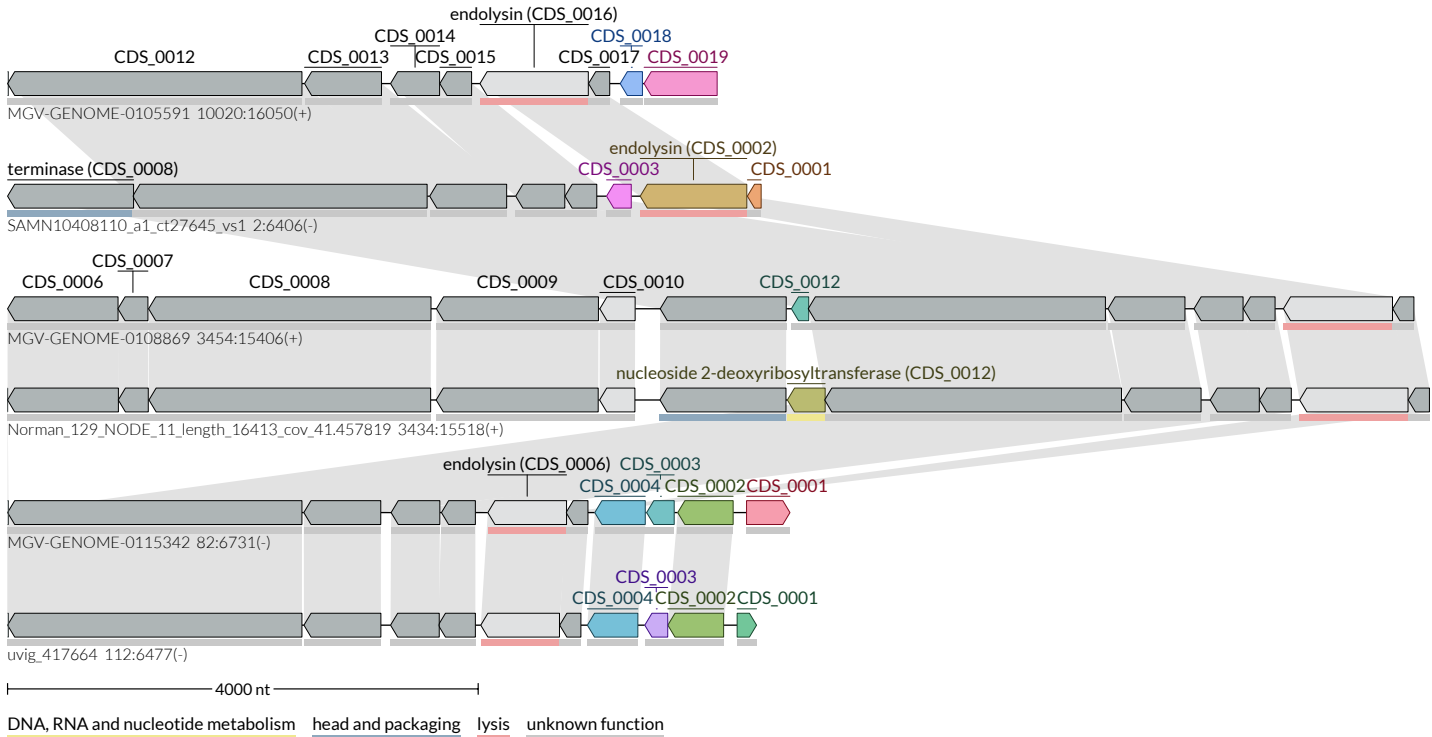 endolysin (CDS_0016)
CDS_0014 CDS_0018
CDS_0012 CDS_0013 CDS_0015 CDS_0017 CDS_0019
MGV-GENOME-0105591 10020:16050(+)
endolysin (CDS_0002)
terminase (CDS_0008) CDS_0003 CDS_0001
SAMN10408110_a1_ct27645_vs1 2:6406(-)
CDS_0007
CDS_0006 CDS_0008 CDS_0009 CDS_0010 CDS_0012
MGV-GENOME-0108869 3454:15406(+)
nucleoside 2-deoxyribosyltransferase (CDS_0012)
Norman_129_NODE_11_length_16413_cov_41.457819 3434:15518(+)
endolysin (CDS_0006) CDS_0003
CDS_0004 CDS_0002 CDS_0001
MGV-GENOME-0115342 82:6731(-)
CDS_0003
CDS_0004 CDS_0002 CDS_0001
uvig_417664 112:6477(-)
4000 nt
DNA, RNA and nucleotide metabolism head and packaging lysis unknown function